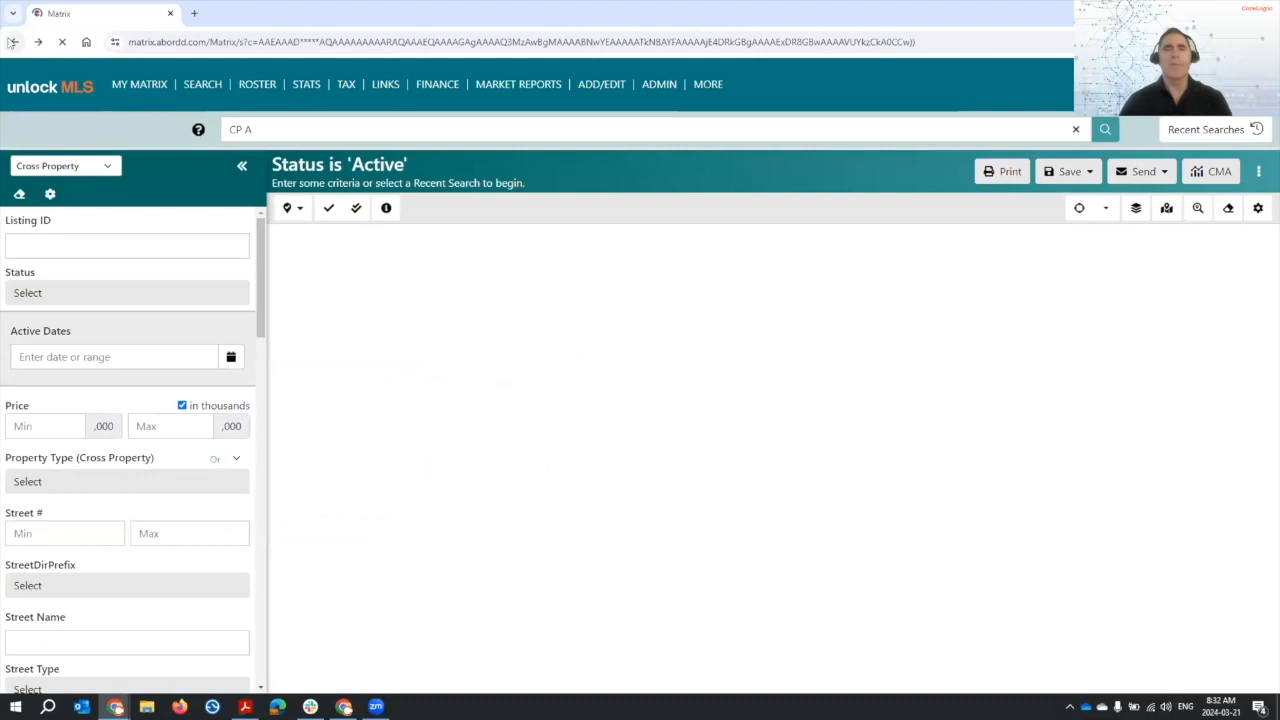 Matrix
CoreLogic
unlock MLS
MY MATRIX | SEARCH | ROSTER | STATS | TAX | LINKS | FINANCE | MARKET REPORTS | ADD/EDIT | ADMIN | MORE
CP A
Recent Searches
Cross Property
Status is 'Active'
Enter some criteria or select a Recent Search to begin.
Print
Save
Send
CMA
Listing ID
Status
Select
Active Dates
Enter date or range
Price
in thousands
Min ,000 Max ,000
Property Type (Cross Property) Or
Select
Street #
Min Max
StreetDirPrefix
Select
Street Name
Street Type
Select
ENG
8:32 AM
2024-03-21